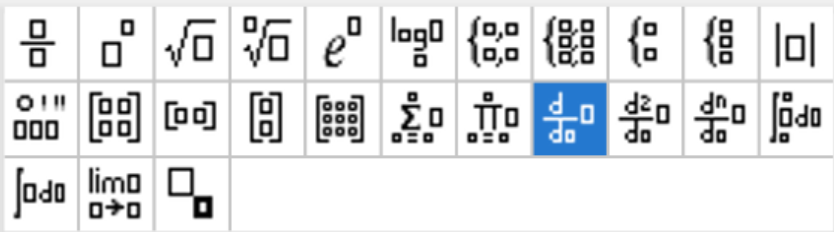 √ ⁿ√ e log { { { { | |
° ' " [ ] [ ] [ ] [ ] Σ = ∏ = d/d d2/d dn/d ∫ d
∫ d lim →